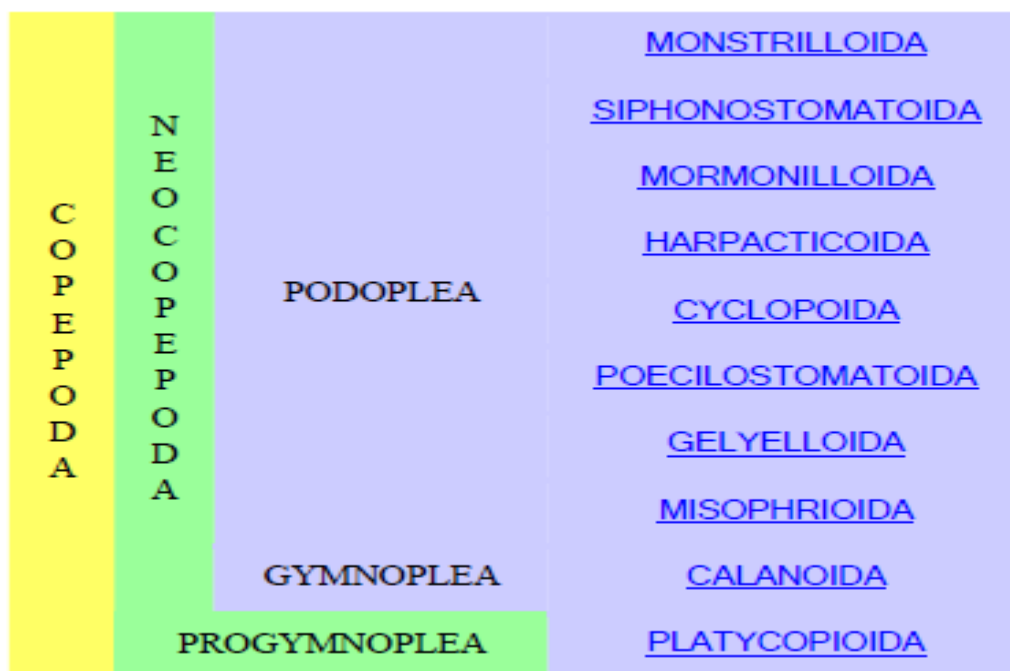 COPEPODA
NEOCOPEPODA
PODOPLEA
MONSTRILLOIDA
SIPHONOSTOMATOIDA
MORMONILLOIDA
HARPACTICOIDA
CYCLOPOIDA
POECILOSTOMATOIDA
GELYELLOIDA
MISOPHRIOIDA
GYMNOPLEA
CALANOIDA
PROGYMNOPLEA
PLATYCOPIOIDA